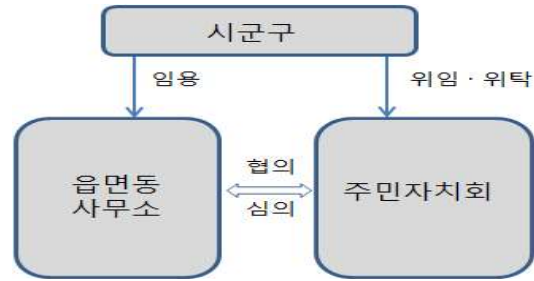 시군구
임용
위임 · 위탁
읍면동
사무소
협의
심의
주민자치회